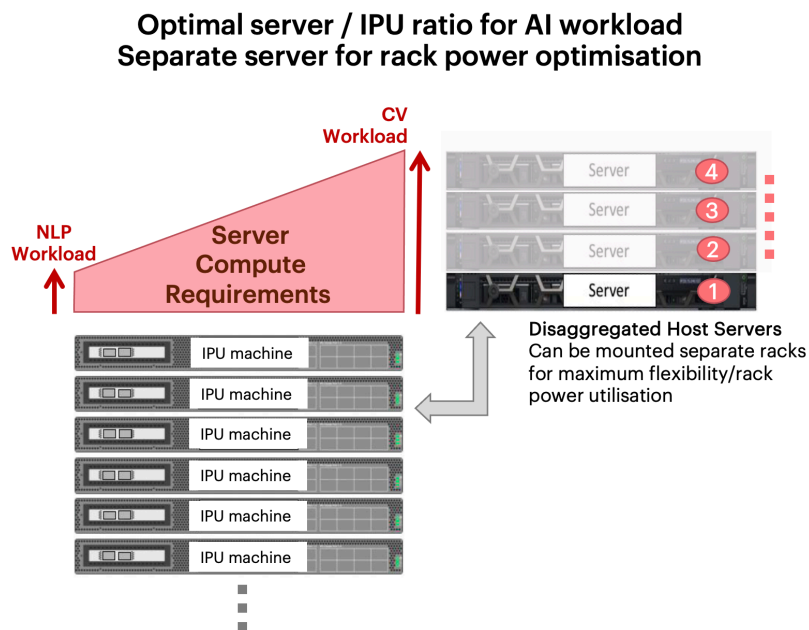 Optimal server / IPU ratio for AI workload
Separate server for rack power optimisation
CV
Workload
NLP
Workload
Server
Compute
Requirements
Server 4
Server 3
Server 2
Server 1
Disaggregated Host Servers
Can be mounted separate racks
for maximum flexibility/rack
power utilisation
IPU machine
IPU machine
IPU machine
IPU machine
IPU machine
IPU machine